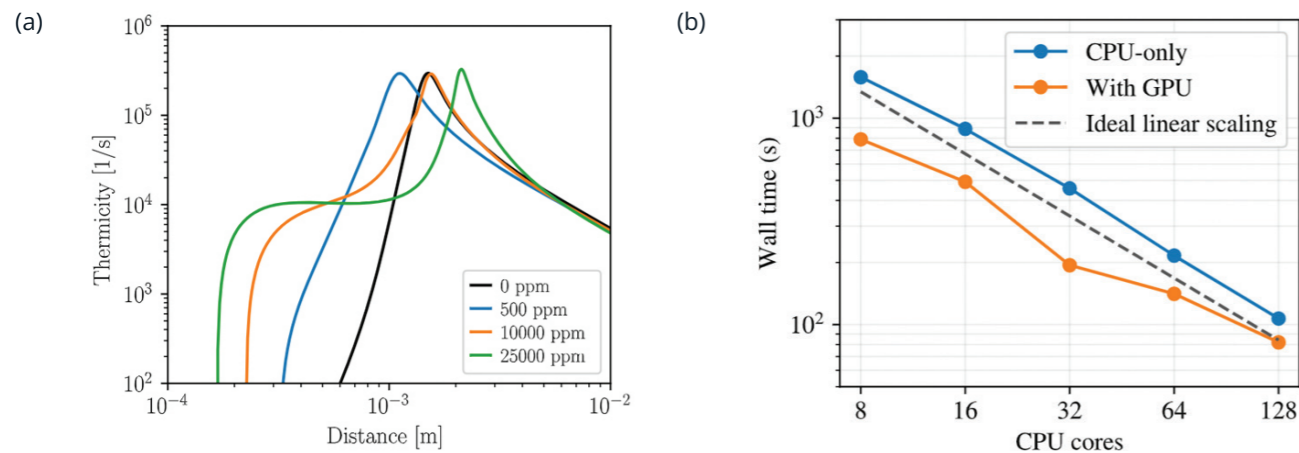 (a)
10^6
10^5
10^4
10^3
10^2
Thermicity [1/s]
0 ppm
500 ppm
10000 ppm
25000 ppm
10^-4
10^-3
10^-2
Distance [m]
(b)
CPU-only
With GPU
Ideal linear scaling
10^3
10^2
Wall time (s)
8 16 32 64 128
CPU cores